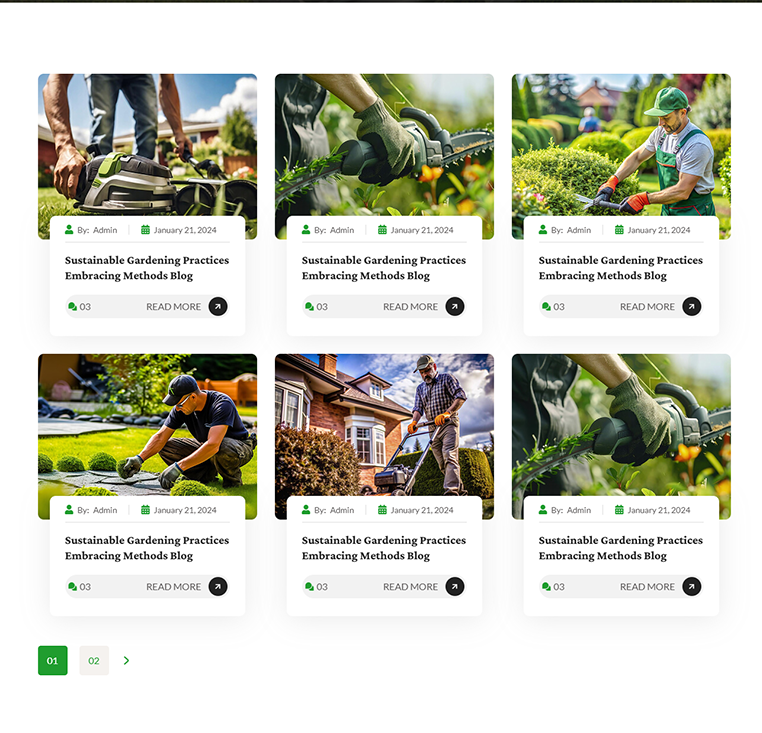 By: Admin January 21, 2024
Sustainable Gardening Practices
Embracing Methods Blog
03 READ MORE
By: Admin January 21, 2024
Sustainable Gardening Practices
Embracing Methods Blog
03 READ MORE
By: Admin January 21, 2024
Sustainable Gardening Practices
Embracing Methods Blog
03 READ MORE
By: Admin January 21, 2024
Sustainable Gardening Practices
Embracing Methods Blog
03 READ MORE
By: Admin January 21, 2024
Sustainable Gardening Practices
Embracing Methods Blog
03 READ MORE
By: Admin January 21, 2024
Sustainable Gardening Practices
Embracing Methods Blog
03 READ MORE
01 02